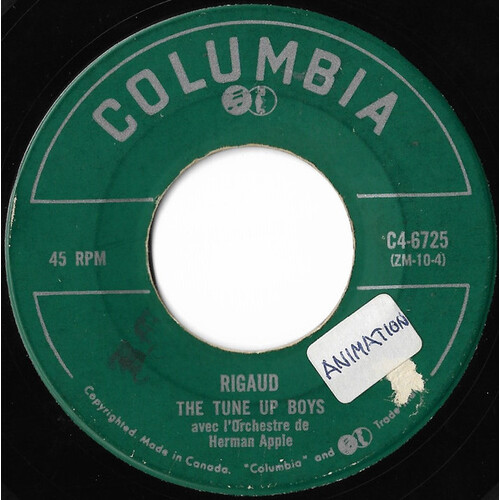 COLUMBIA
45 RPM
C4-6725
(ZM-10-4)
ANIMATION
RIGAUD
THE TUNE UP BOYS
avec l'Orchestre de
Herman Apple
Copyrighted. Made in Canada. "Columbia" and Trade